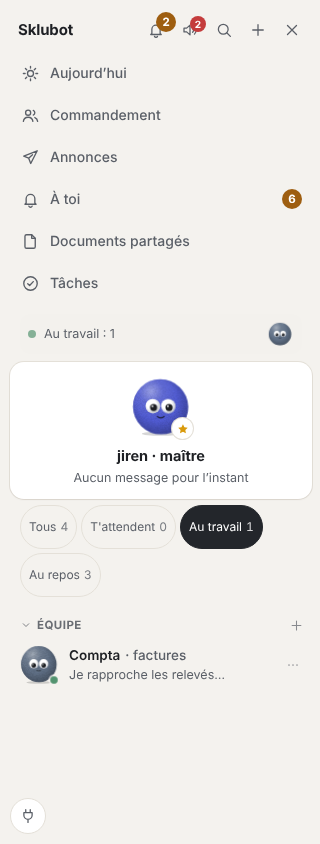 Sklubot
2
2
Aujourd’hui
Commandement
Annonces
À toi
6
Documents partagés
Tâches
Au travail : 1
jiren · maître
Aucun message pour l’instant
Tous 4
T’attendent 0
Au travail 1
Au repos 3
ÉQUIPE
Compta · factures
Je rapproche les relevés...